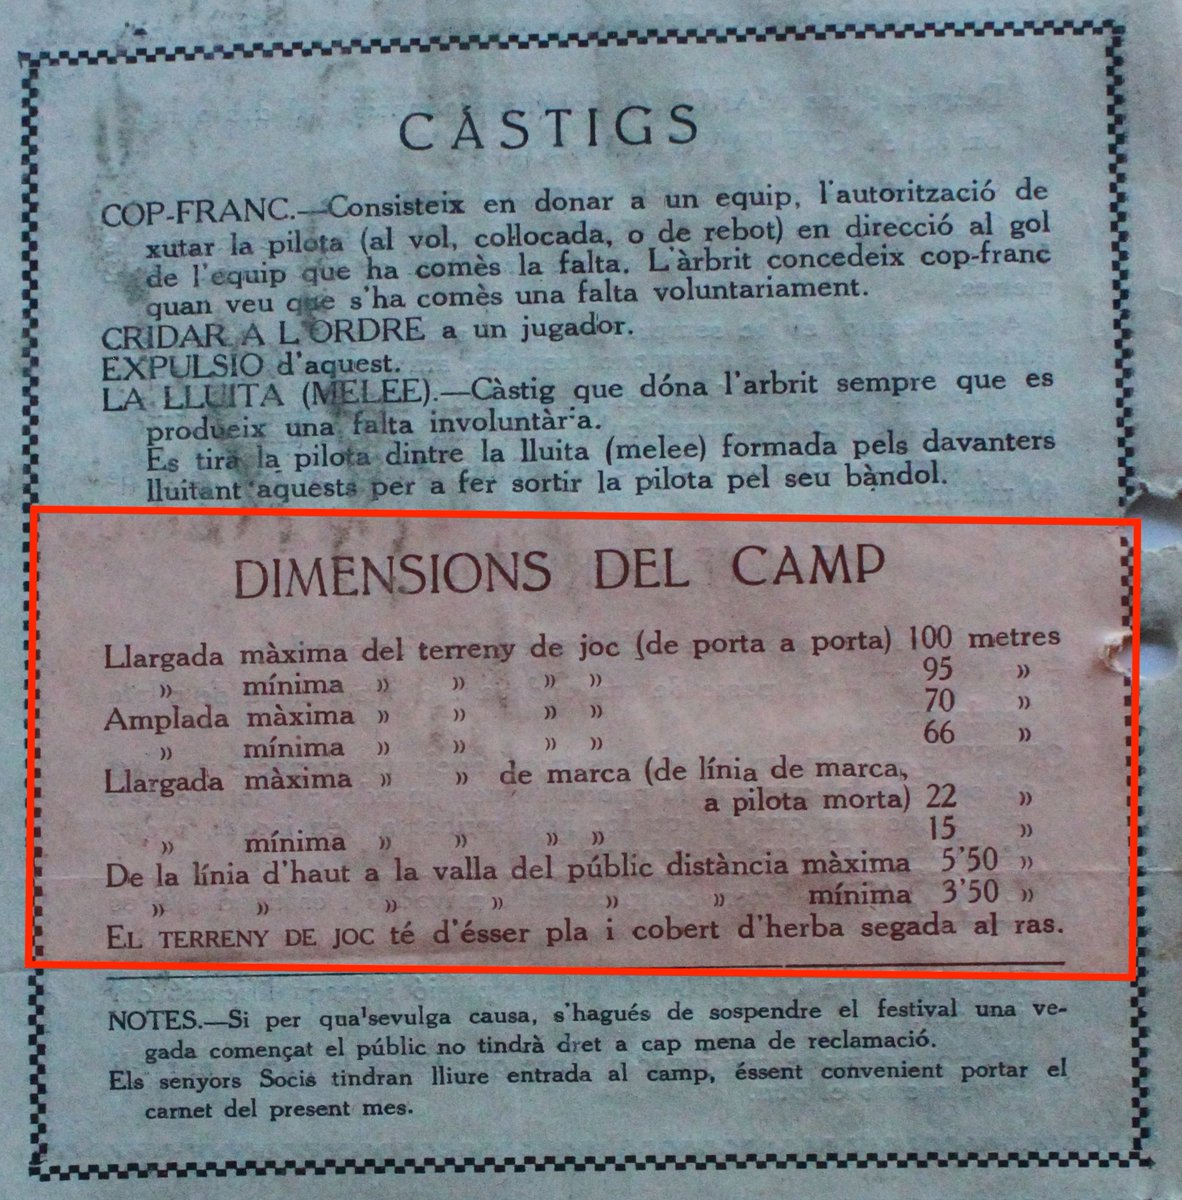 CÀSTIGS
COP-FRANC.—Consisteix en donar a un equip, l'autorització de
xutar la pilota (al vol, col·locada, o de rebot) en direcció al gol
de l'equip que ha comès la falta. L'àrbrit concedeix cop-franc
quan veu que s'ha comès una falta voluntariament.
CRIDAR A L'ORDRE a un jugador.
EXPULSIO d'aquest.
LA LLUITA (MELEE).—Càstig que dóna l'arbrit sempre que es
produeix una falta involuntària.
Es tira la pilota dintre la lluita (melee) formada pels davanters
lluitant aquests per a fer sortir la pilota pel seu bàndol.
DIMENSIONS DEL CAMP
Llargada màxima del terreny de joc (de porta a porta) 100 metres
» mínima » » » » 95 »
Amplada màxima » » » » 70 »
» mínima » » » » 66 »
Llargada màxima » » de marca (de línia de marca,
a pilota morta) 22 »
» mínima » » » » 15 »
De la línia d'haut a la valla del públic distància màxima 5'50 »
» » » » » » mínima 3'50 »
EL TERRENY DE JOC té d'ésser pla i cobert d'herba segada al ras.
NOTES.—Si per qua'sevulga causa, s'hagués de sospendre el festival una ve-
gada començat el públic no tindrà dret a cap mena de reclamació.
Els senyors Socis tindran lliure entrada al camp, éssent convenient portar el
carnet del present mes.